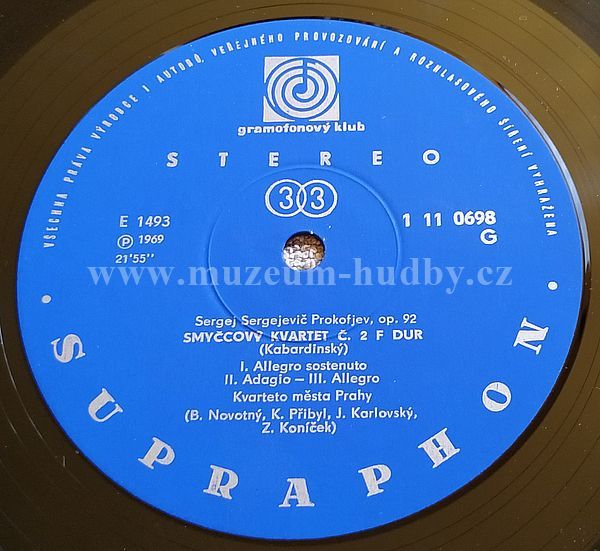 VŠECHNA PRÁVA VÝROBCE I AUTORŮ, VEŘEJNÉHO PROVOZOVÁNÍ A ROZHLASOVÉHO ŠÍŘENÍ VYHRAZENA
gramofonový klub
STEREO
33
E 1493
1 11 0698
℗ 1969
G
21'55''
www.muzeum-hudby.cz
Sergej Sergejevič Prokofjev, op. 92
SMYČCOVÝ KVARTET Č. 2 F DUR
(Kabardinský)
I. Allegro sostenuto
II. Adagio – III. Allegro
Kvarteto města Prahy
(B. Novotný, K. Přibyl, J. Karlovský,
Z. Koníček)
• SUPRAPHON •